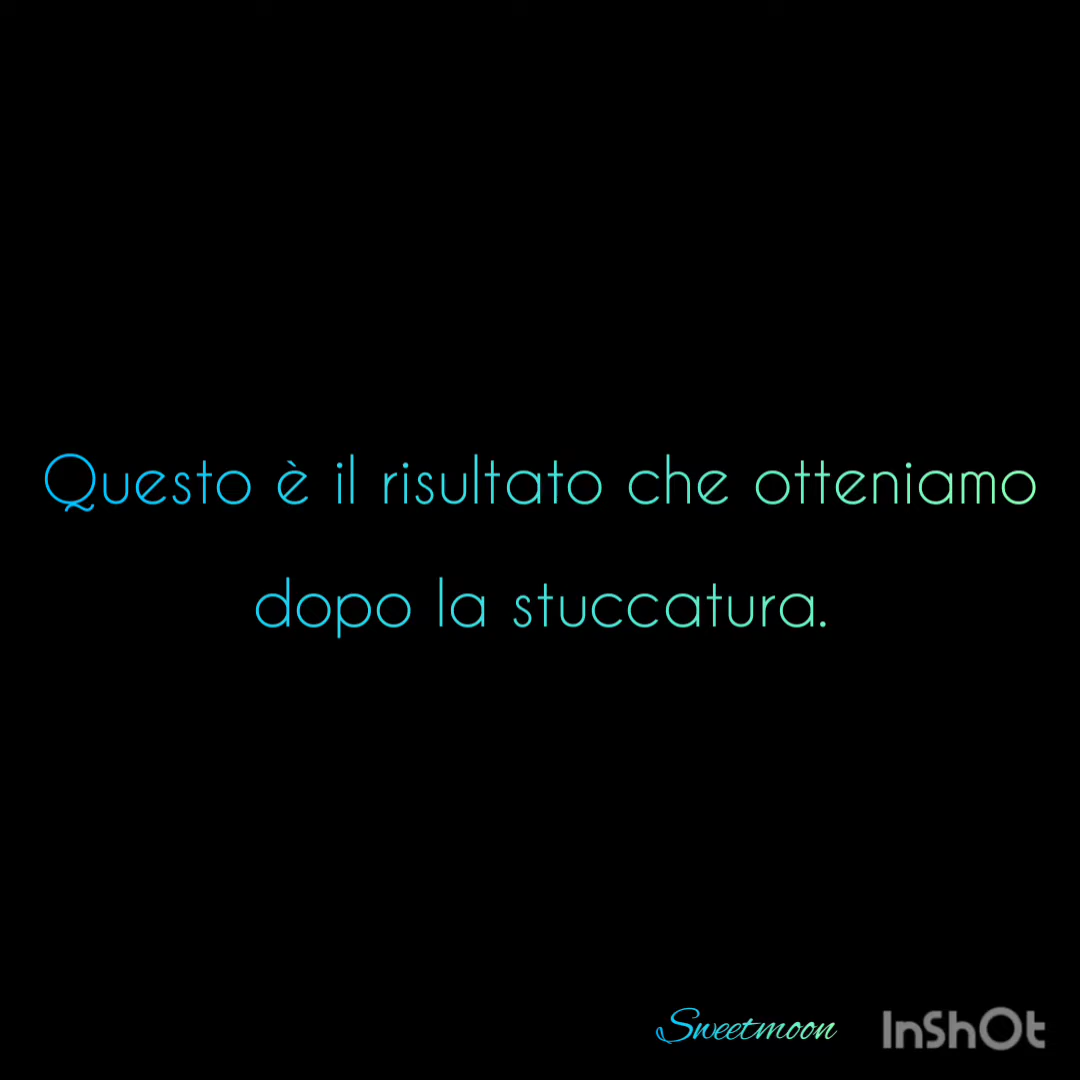 Questo è il risultato che otteniamo
dopo la stuccatura.
Sweetmoon
InShOt